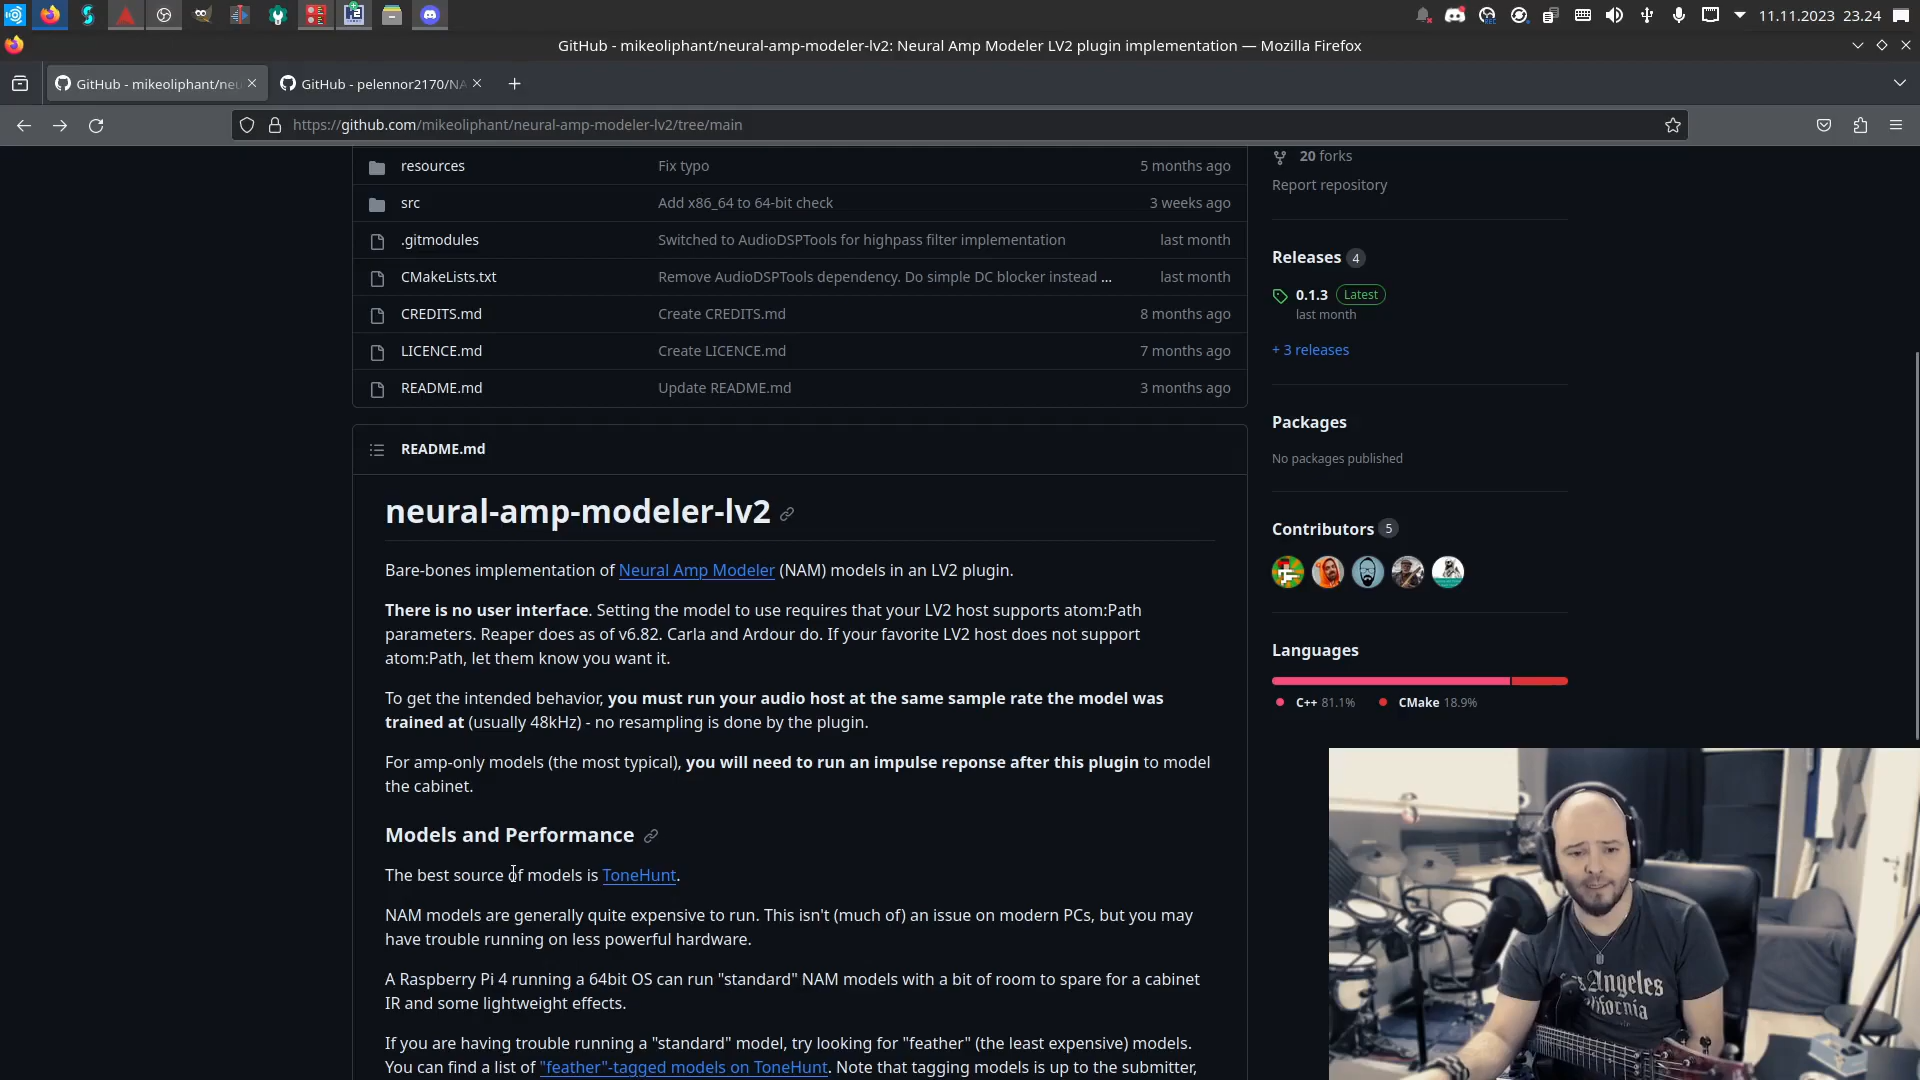 11.11.2023 23.24
GitHub - mikeoliphant/neural-amp-modeler-lv2: Neural Amp Modeler LV2 plugin implementation — Mozilla Firefox
GitHub - mikeoliphant/neu
GitHub - pelennor2170/NA
https://github.com/mikeoliphant/neural-amp-modeler-lv2/tree/main
resources Fix typo 5 months ago
src Add x86_64 to 64-bit check 3 weeks ago
.gitmodules Switched to AudioDSPTools for highpass filter implementation last month
CMakeLists.txt Remove AudioDSPTools dependency. Do simple DC blocker instead ... last month
CREDITS.md Create CREDITS.md 8 months ago
LICENCE.md Create LICENCE.md 7 months ago
README.md Update README.md 3 months ago
README.md
neural-amp-modeler-lv2
Bare-bones implementation of Neural Amp Modeler (NAM) models in an LV2 plugin.
There is no user interface. Setting the model to use requires that your LV2 host supports atom:Path
parameters. Reaper does as of v6.82. Carla and Ardour do. If your favorite LV2 host does not support
atom:Path, let them know you want it.
To get the intended behavior, you must run your audio host at the same sample rate the model was
trained at (usually 48kHz) - no resampling is done by the plugin.
For amp-only models (the most typical), you will need to run an impulse reponse after this plugin to model
the cabinet.
Models and Performance
The best source of models is ToneHunt.
NAM models are generally quite expensive to run. This isn't (much of) an issue on modern PCs, but you may
have trouble running on less powerful hardware.
A Raspberry Pi 4 running a 64bit OS can run "standard" NAM models with a bit of room to spare for a cabinet
IR and some lightweight effects.
If you are having trouble running a "standard" model, try looking for "feather" (the least expensive) models.
You can find a list of "feather"-tagged models on ToneHunt. Note that tagging models is up to the submitter,
20 forks
Report repository
Releases 4
0.1.3 Latest
last month
+ 3 releases
Packages
No packages published
Contributors 5
Languages
C++ 81.1% CMake 18.9%
Los Angeles
California